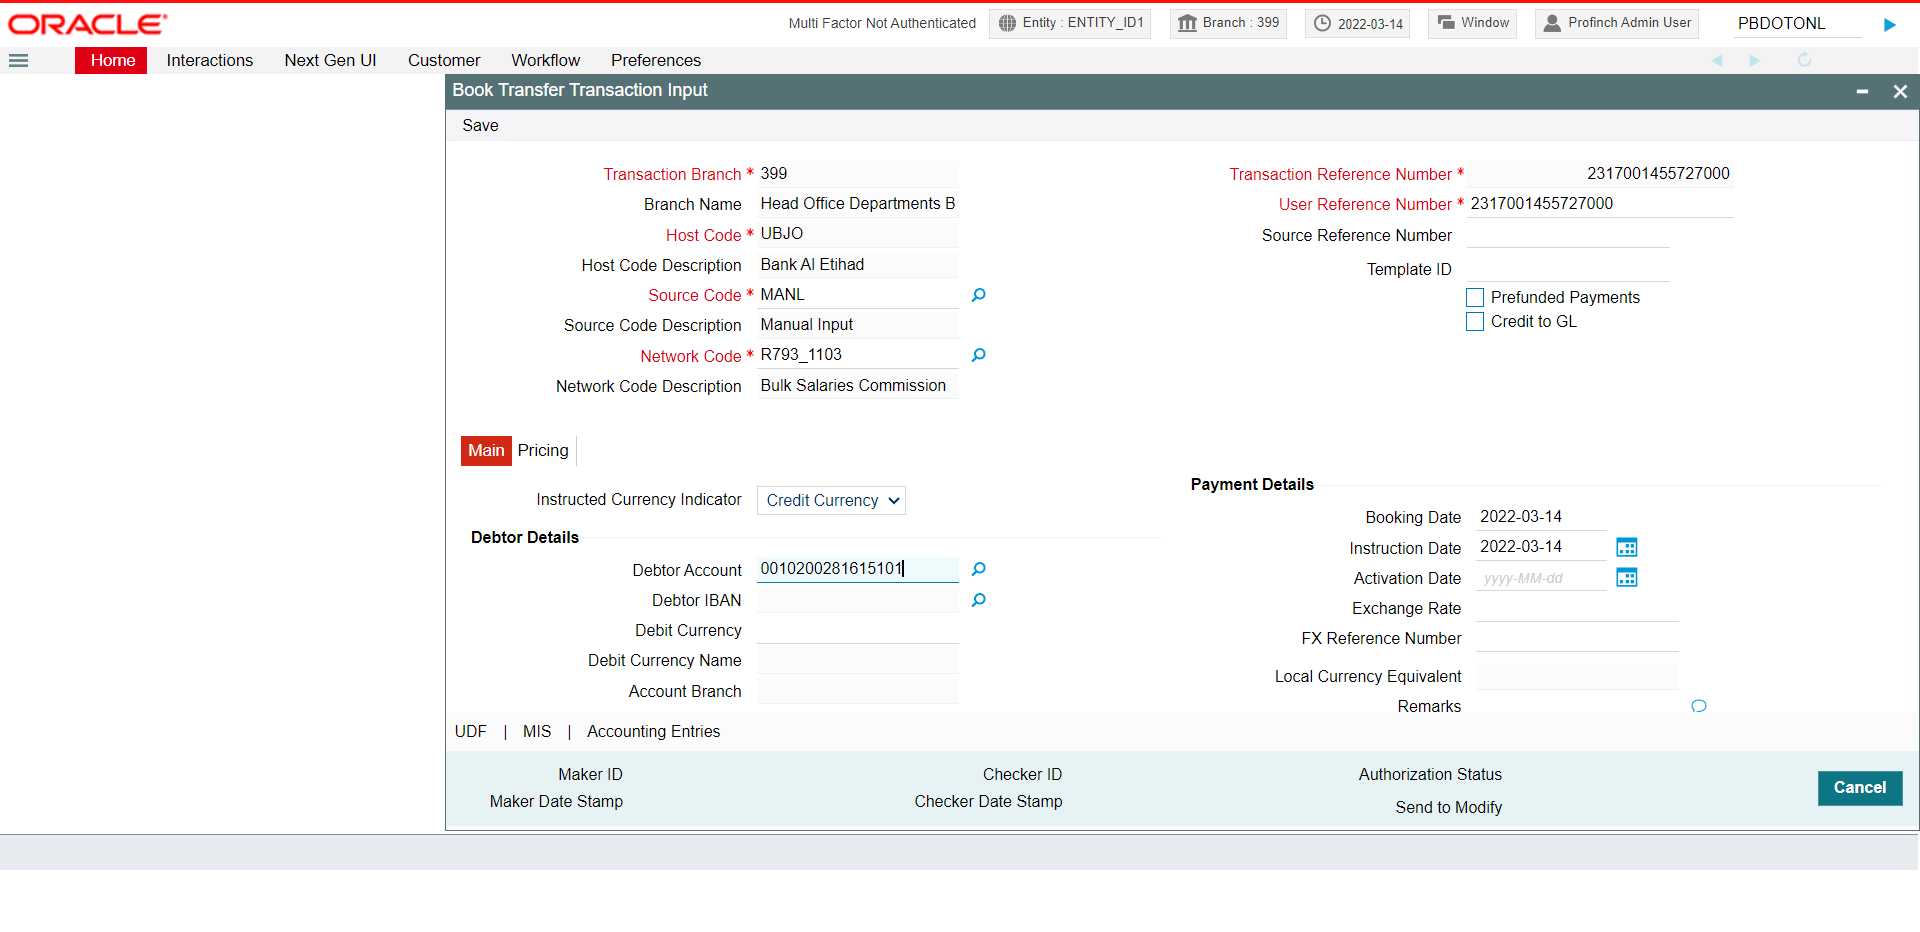 ORACLE
Multi Factor Not Authenticated
Entity : ENTITY_ID1
Branch : 399
2022-03-14
Window
Profinch Admin User
PBDOTONL
Home
Interactions
Next Gen UI
Customer
Workflow
Preferences
Book Transfer Transaction Input
Save
Transaction Branch * 399
Branch Name Head Office Departments B
Host Code * UBJO
Host Code Description Bank Al Etihad
Source Code * MANL
Source Code Description Manual Input
Network Code * R793_1103
Network Code Description Bulk Salaries Commission
Transaction Reference Number * 2317001455727000
User Reference Number * 2317001455727000
Source Reference Number
Template ID
Prefunded Payments
Credit to GL
Main
Pricing
Instructed Currency Indicator Credit Currency
Debtor Details
Debtor Account 0010200281615101
Debtor IBAN
Debit Currency
Debit Currency Name
Account Branch
Payment Details
Booking Date 2022-03-14
Instruction Date 2022-03-14
Activation Date yyyy-MM-dd
Exchange Rate
FX Reference Number
Local Currency Equivalent
Remarks
UDF | MIS | Accounting Entries
Maker ID
Maker Date Stamp
Checker ID
Checker Date Stamp
Authorization Status
Send to Modify
Cancel